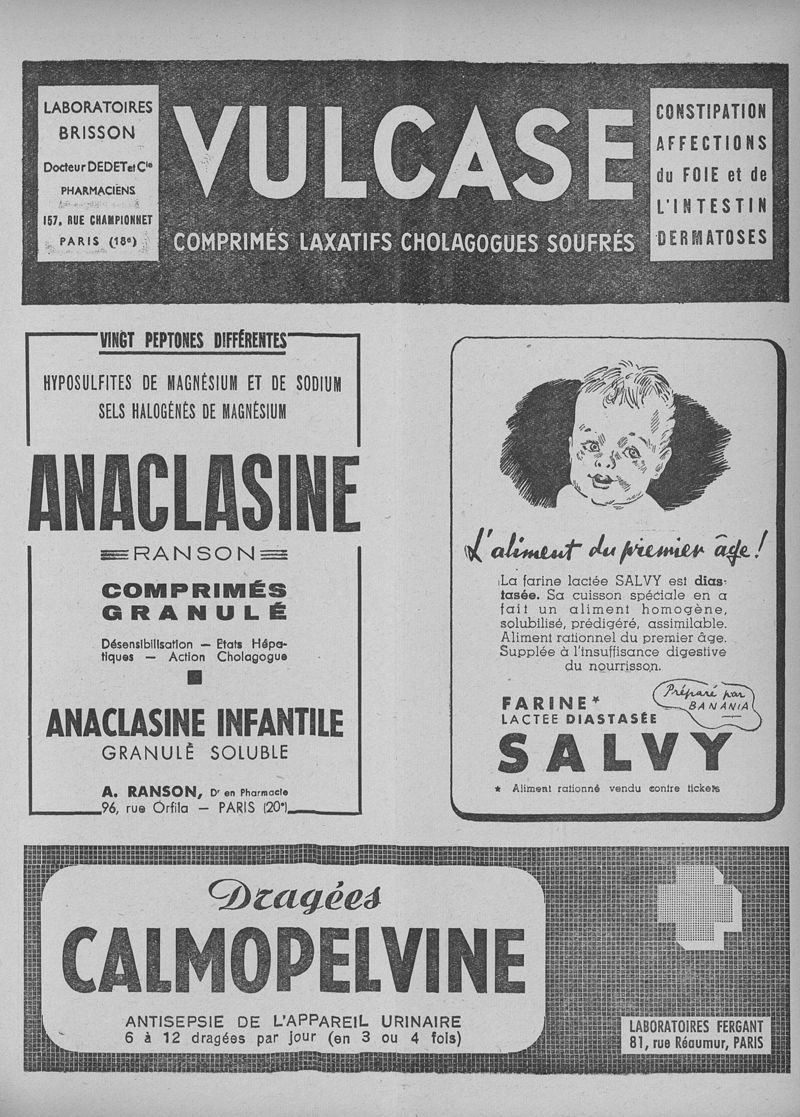 LABORATOIRES
BRISSON
Docteur DEDET et Cie
PHARMACIENS
157, RUE CHAMPIONNET
PARIS (18e)
VULCASE
COMPRIMÉS LAXATIFS CHOLAGOGUES SOUFRÉS
CONSTIPATION
AFFECTIONS
du FOIE et de
L'INTESTIN
DERMATOSES
VINGT PEPTONES DIFFÉRENTES
HYPOSULFITES DE MAGNÉSIUM ET DE SODIUM
SELS HALOGÉNÉS DE MAGNÉSIUM
ANACLASINE
RANSON
COMPRIMÉS
GRANULÉ
Désensibilisation — Etats Hépa-
tiques — Action Cholagogue
ANACLASINE INFANTILE
GRANULÉ SOLUBLE
A. RANSON, Dr en Pharmacie
96, rue Orfila — PARIS (20e)
L'aliment du premier âge !
La farine lactée SALVY est dias-
tasée. Sa cuisson spéciale en a
fait un aliment homogène,
solubilisé, prédigéré, assimilable.
Aliment rationnel du premier âge.
Supplée à l'insuffisance digestive
du nourrisson.
Préparé par
BANANIA
FARINE*
LACTÉE DIASTASÉE
SALVY
* Aliment rationné vendu contre tickets
Dragées
CALMOPELVINE
ANTISEPSIE DE L'APPAREIL URINAIRE
6 à 12 dragées par jour (en 3 ou 4 fois)
LABORATOIRES FERGANT
81, rue Réaumur, PARIS